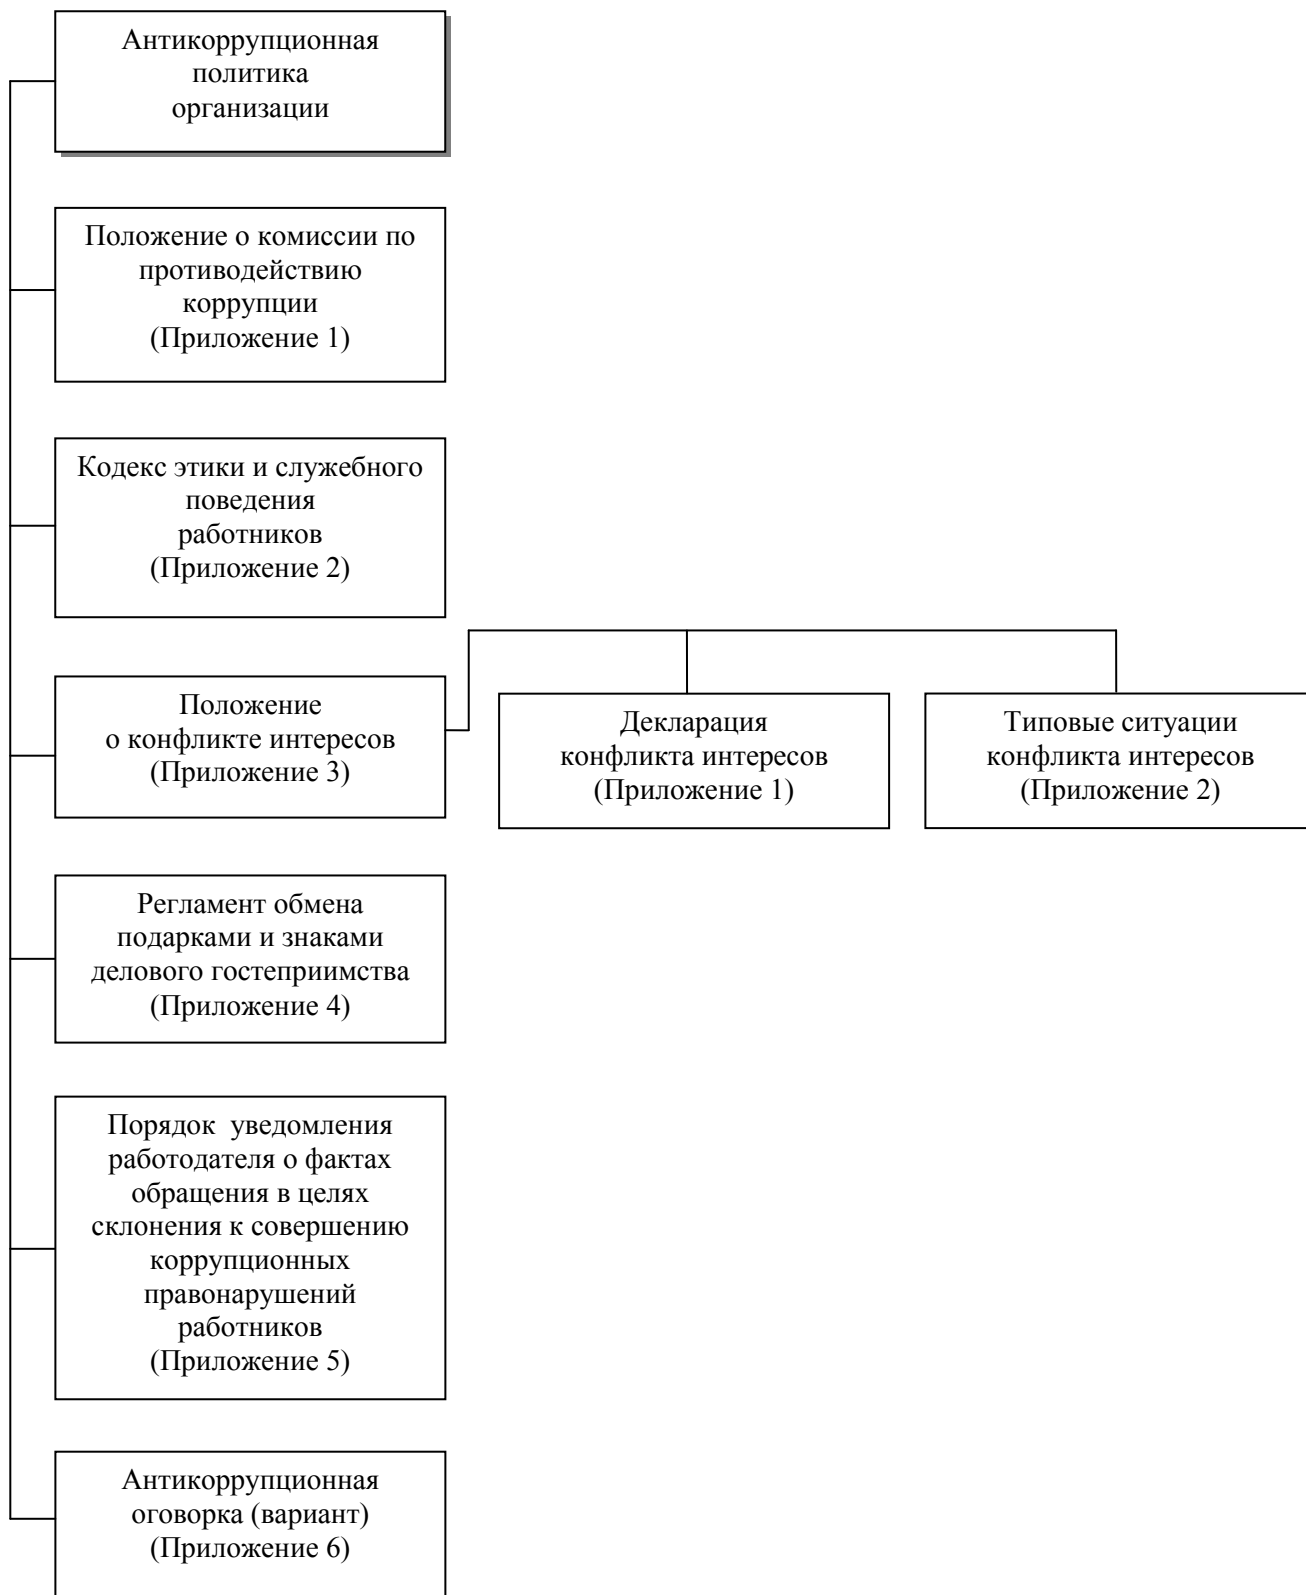 Антикоррупционная
политика
организации
Положение о комиссии по
противодействию
коррупции
(Приложение 1)
Кодекс этики и служебного
поведения
работников
(Приложение 2)
Положение
о конфликте интересов
(Приложение 3)
Декларация
конфликта интересов
(Приложение 1)
Типовые ситуации
конфликта интересов
(Приложение 2)
Регламент обмена
подарками и знаками
делового гостеприимства
(Приложение 4)
Порядок  уведомления
работодателя о фактах
обращения в целях
склонения к совершению
коррупционных
правонарушений
работников
(Приложение 5)
Антикоррупционная
оговорка (вариант)
(Приложение 6)